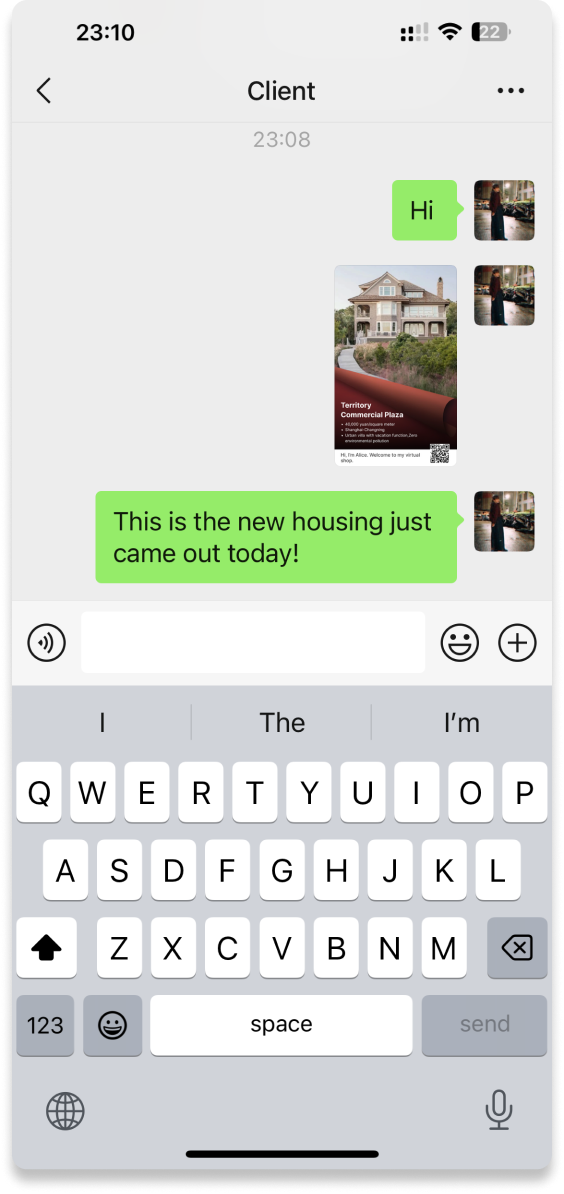 23:10
22
Client
23:08
Hi
Territory
Commercial Plaza
40,000 yuan/square meter
Shanghai·Changning
Urban villa with vacation function,Zero
environmental pollution
Hi, I'm Alice. Welcome to my virtual
shop.
This is the new housing just
came out today!
I
The
I'm
Q W E R T Y U I O P
A S D F G H J K L
Z X C V B N M
123
space
send